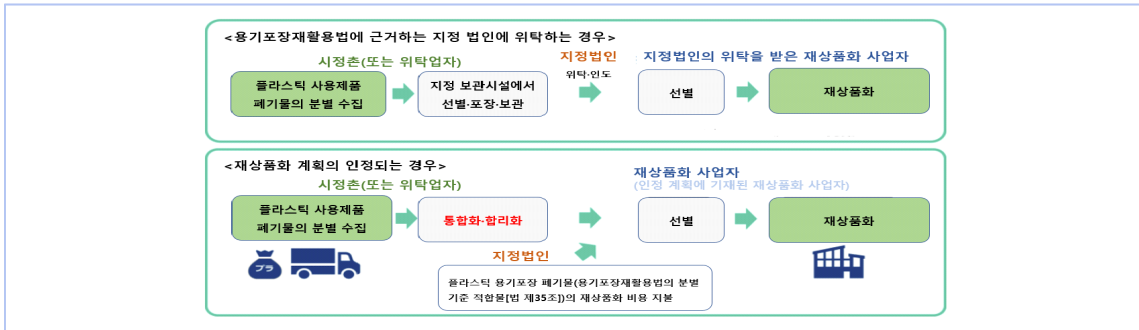 <용기포장재활용법에 근거하는 지정 법인에 위탁하는 경우>
시정촌(또는 위탁업자)
지정법인
지정법인의 위탁을 받은 재상품화 사업자
위탁·인도
플라스틱 사용제품
폐기물의 분별 수집
지정 보관시설에서
선별·포장·보관
선별
재상품화
<재상품화 계획의 인정되는 경우>
시정촌(또는 위탁업자)
재상품화 사업자
(인정 계획에 기재된 재상품화 사업자)
플라스틱 사용제품
폐기물의 분별 수집
통합화·합리화
선별
재상품화
プラ
지정법인
플라스틱 용기포장 폐기물(용기포장재활용법의 분별
기준 적합물[법 제35조])의 재상품화 비용 지불